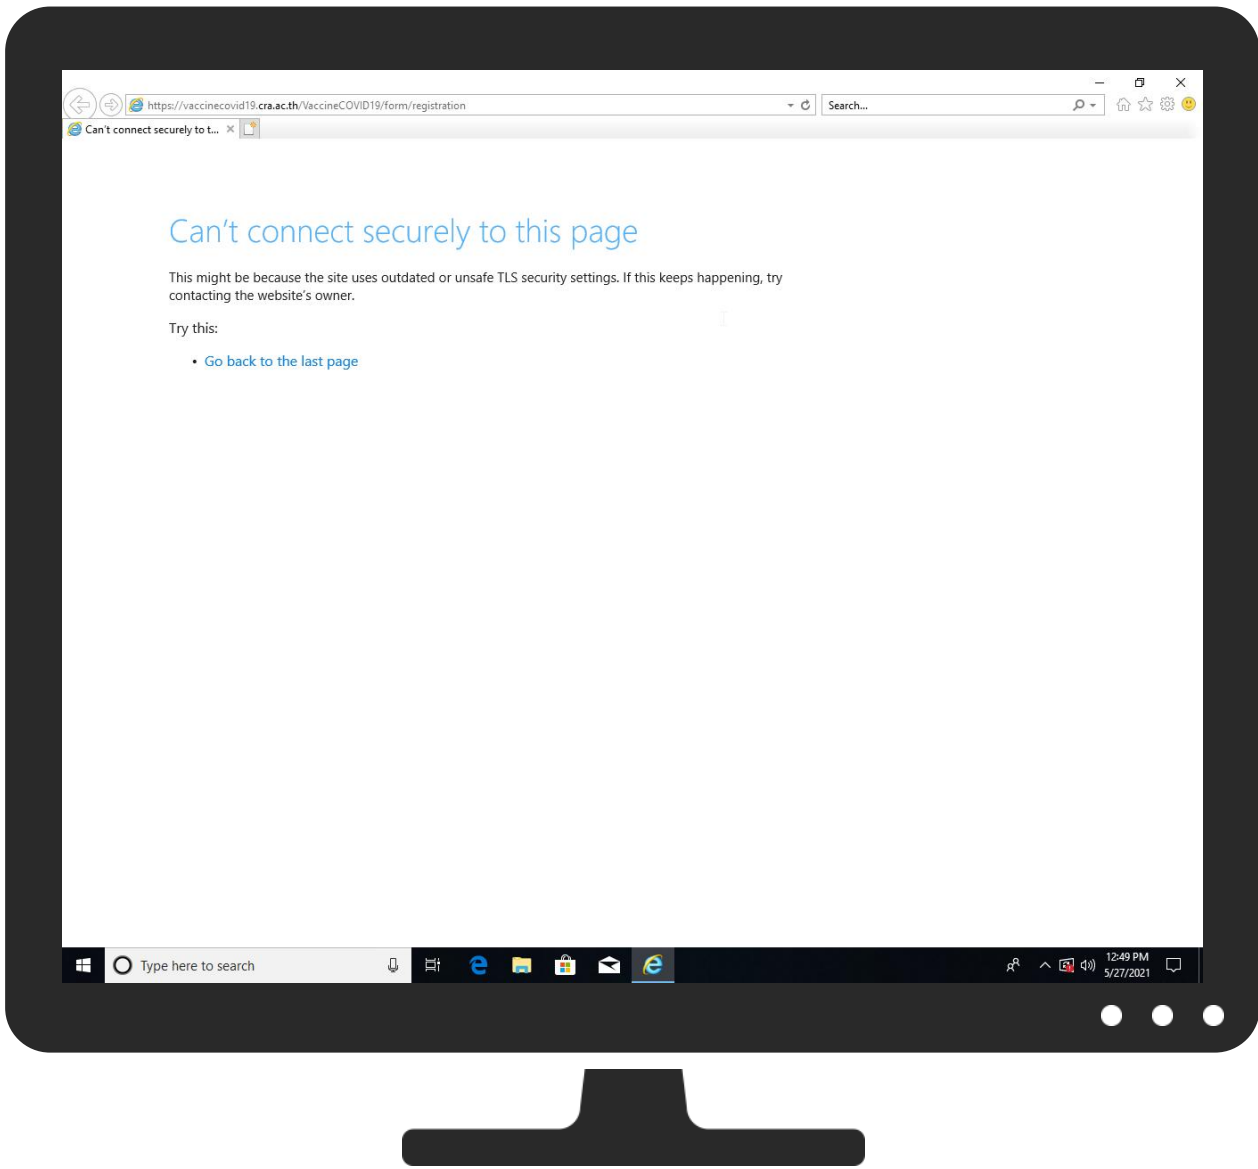 https://vaccinecovid19.cra.ac.th/VaccineCOVID19/form/registration
Search...
Can't connect securely to t...
Can't connect securely to this page
This might be because the site uses outdated or unsafe TLS security settings. If this keeps happening, try
contacting the website's owner.
Try this:
• Go back to the last page
Type here to search
12:49 PM
5/27/2021